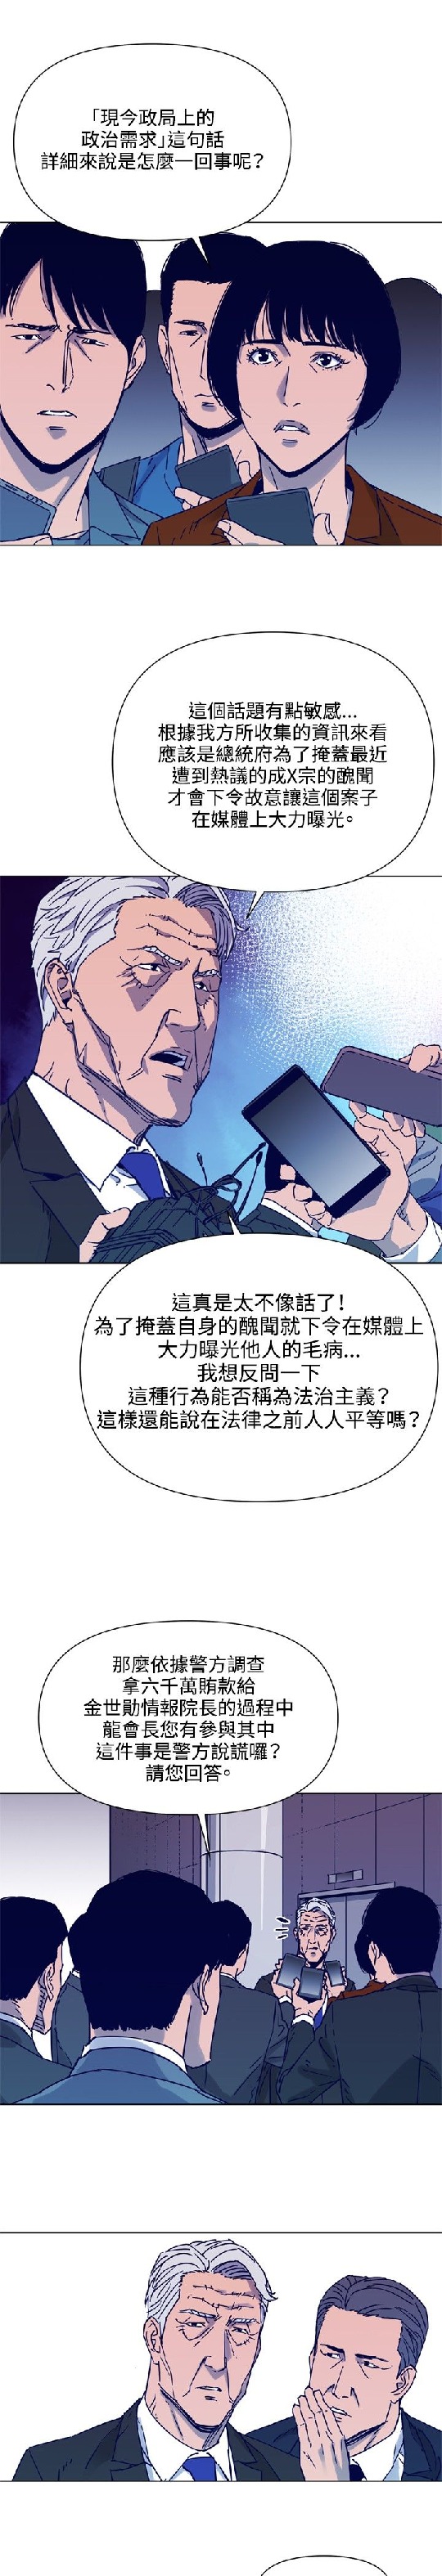 「現今政局上的
政治需求」這句話
詳細來說是怎麼一回事呢？
這個話題有點敏感...
根據我方所收集的資訊來看
應該是總統府為了掩蓋最近
遭到熱議的成X宗的醜聞
才會下令故意讓這個案子
在媒體上大力曝光。
這真是太不像話了！
為了掩蓋自身的醜聞就下令在媒體上
大力曝光他人的毛病...
我想反問一下
這種行為能否稱為法治主義？
這樣還能說在法律之前人人平等嗎？
那麼依據警方調查
拿六千萬賄款給
金世勛情報院長的過程中
龍會長您有參與其中
這件事是警方說謊囉？
請您回答。